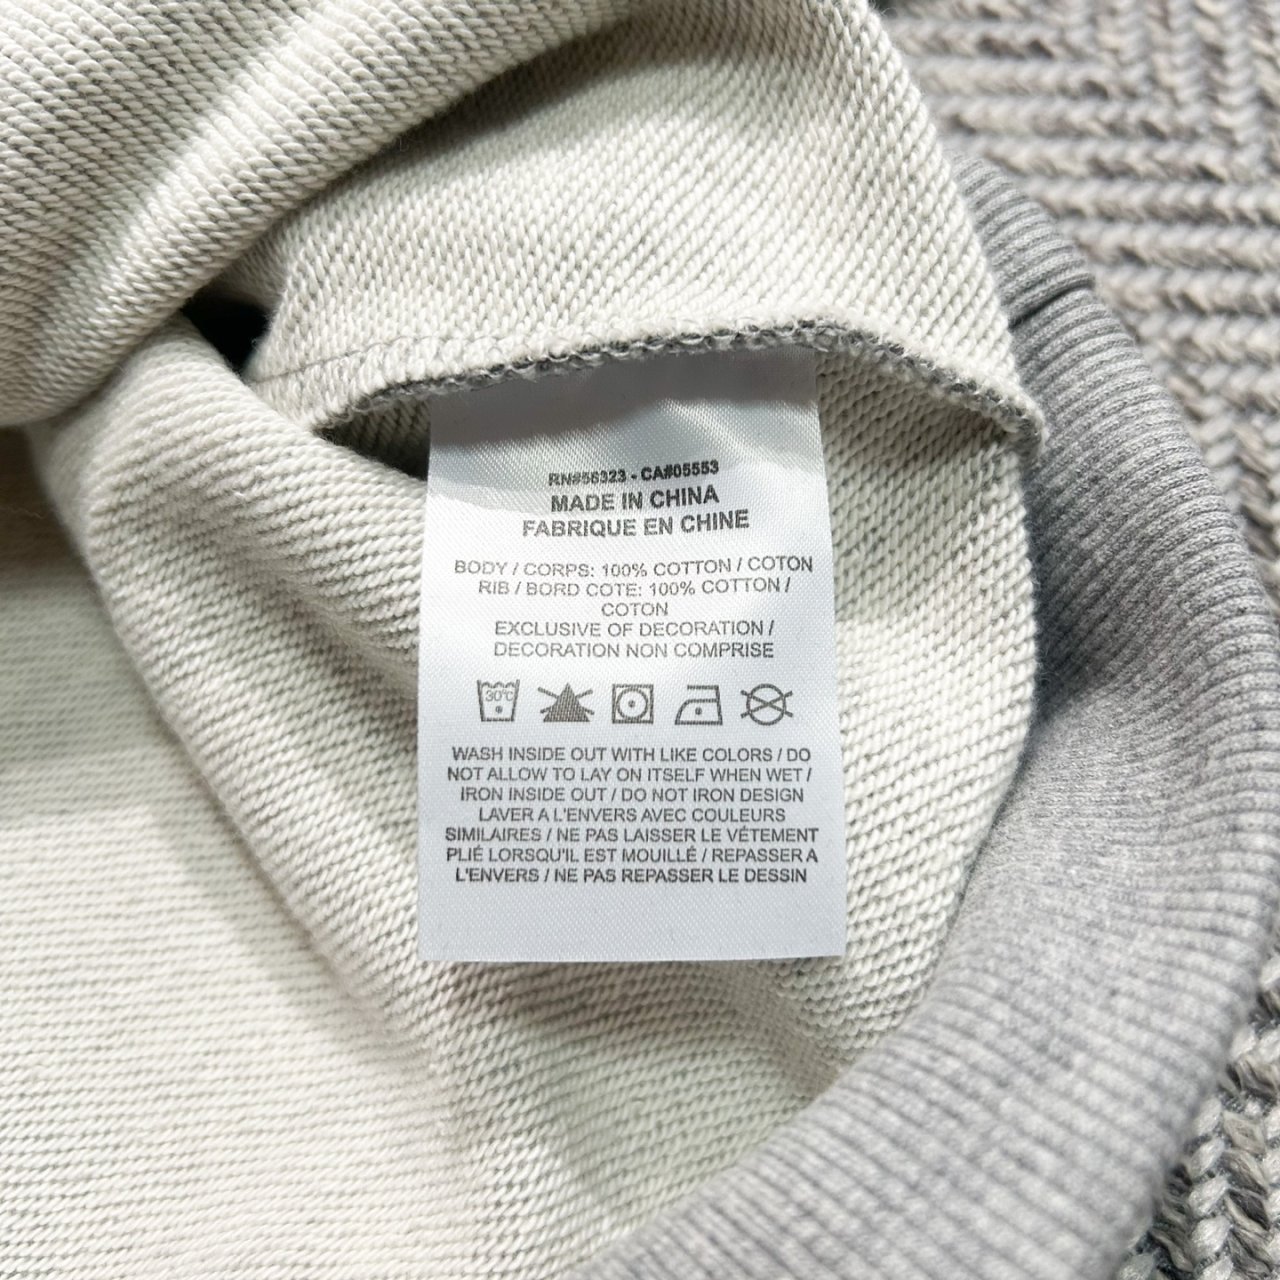 RN#56323 - CA#05553
MADE IN CHINA
FABRIQUE EN CHINE
BODY / CORPS: 100% COTTON / COTON
RIB / BORD COTE: 100% COTTON /
COTON
EXCLUSIVE OF DECORATION /
DECORATION NON COMPRISE
30°C
WASH INSIDE OUT WITH LIKE COLORS / DO
NOT ALLOW TO LAY ON ITSELF WHEN WET /
IRON INSIDE OUT / DO NOT IRON DESIGN
LAVER A L'ENVERS AVEC COULEURS
SIMILAIRES / NE PAS LAISSER LE VÉTEMENT
PLIÉ LORSQU'IL EST MOUILLÉ / REPASSER A
L'ENVERS / NE PAS REPASSER LE DESSIN